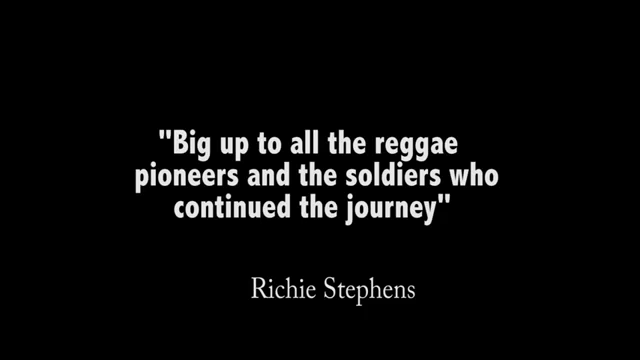 "Big up to all the reggae
pioneers and the soldiers who
continued the journey"
Richie Stephens